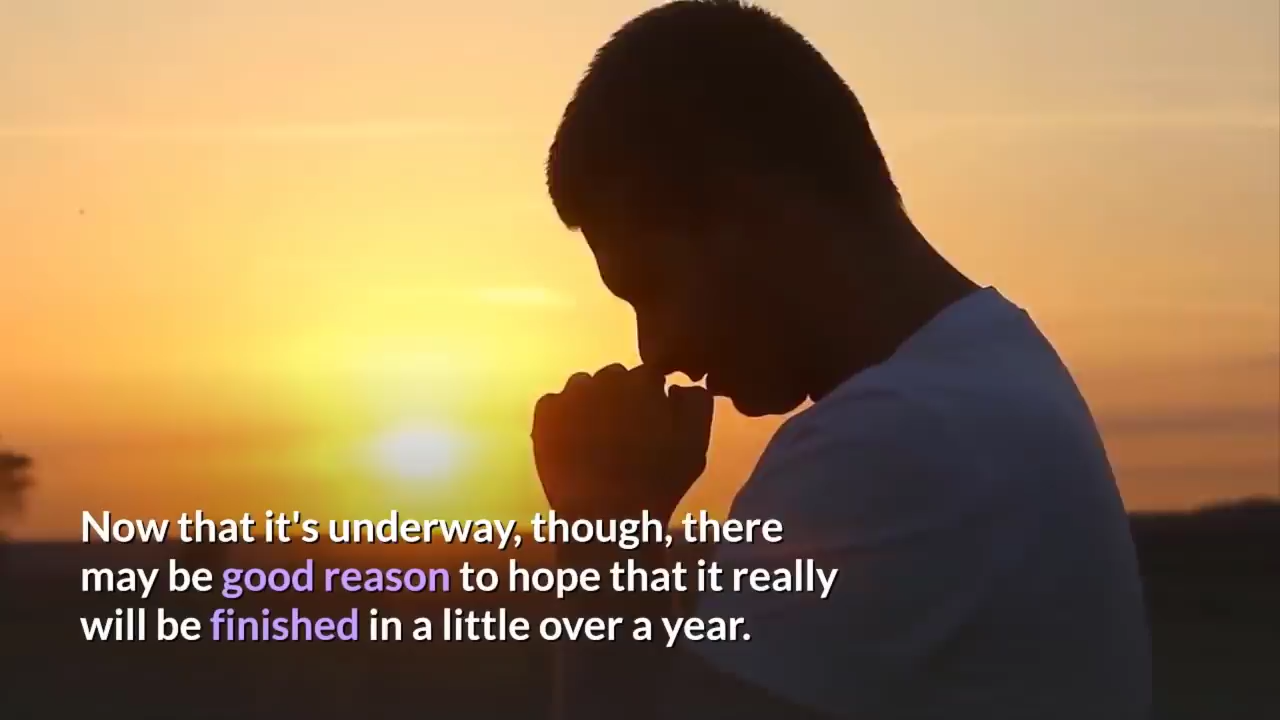 Now that it's underway, though, there
may be good reason to hope that it really
will be finished in a little over a year.